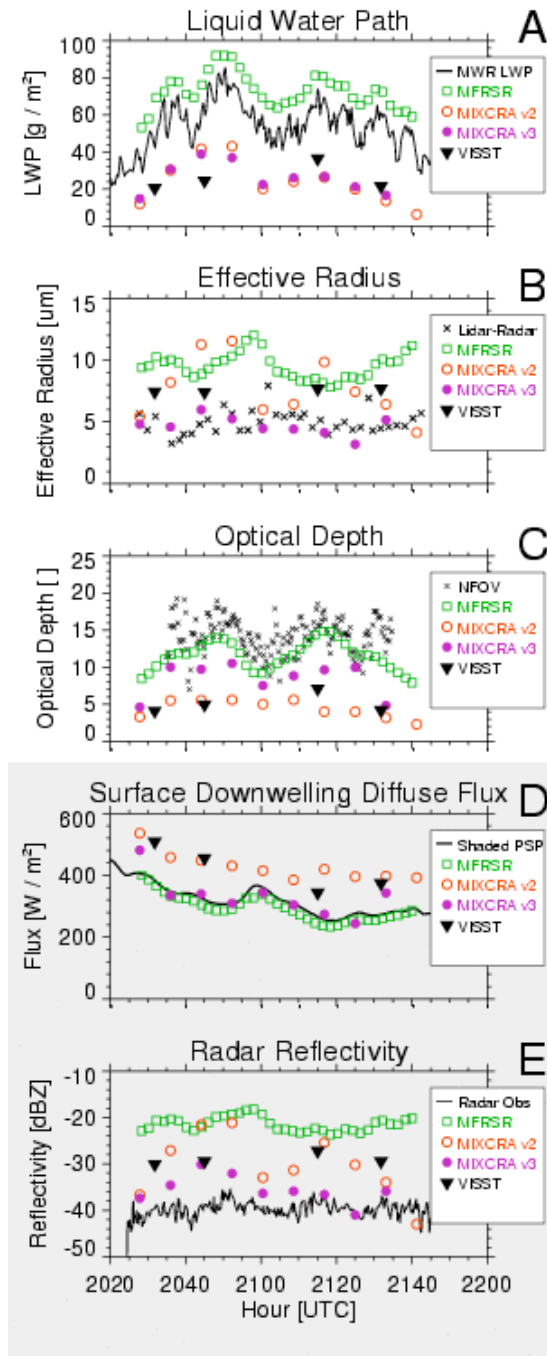 Liquid Water Path
A
LWP [g / m²]
100
80
60
40
20
0
MWR LWP
MFRSR
MIXCRA v2
MIXCRA v3
VISST
Effective Radius
B
Effective Radius [um]
15
10
5
0
Lidar-Radar
MFRSR
MIXCRA v2
MIXCRA v3
VISST
Optical Depth
C
Optical Depth []
25
20
15
10
5
0
NFOV
MFRSR
MIXCRA v2
MIXCRA v3
VISST
Surface Downwelling Diffuse Flux
D
Flux [W / m²]
600
400
200
0
Shaded PSP
MFRSR
MIXCRA v2
MIXCRA v3
VISST
Radar Reflectivity
E
Reflectivity [dBZ]
-10
-20
-30
-40
-50
Radar Obs
MFRSR
MIXCRA v2
MIXCRA v3
VISST
2020 2040 2100 2120 2140 2200
Hour [UTC]